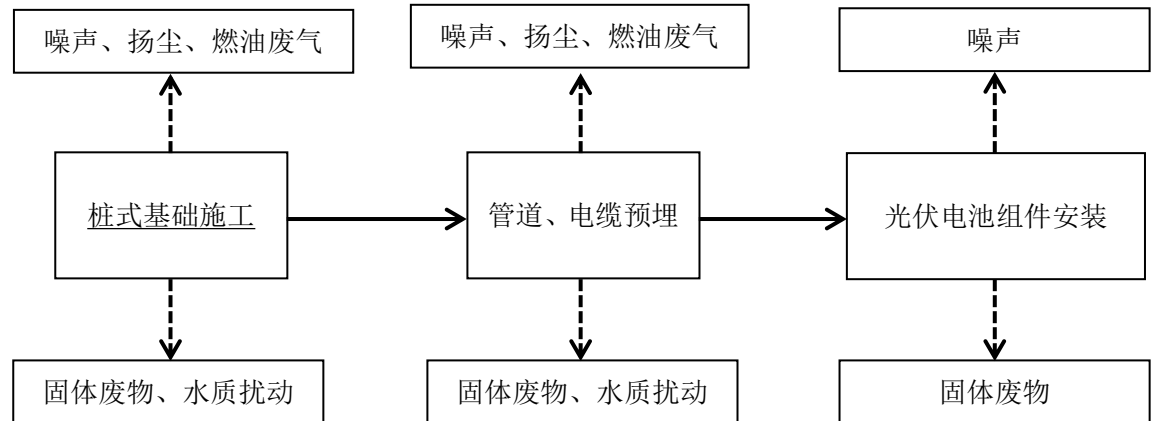 噪声、扬尘、燃油废气
噪声、扬尘、燃油废气
噪声
桩式基础施工
管道、电缆预埋
光伏电池组件安装
固体废物、水质扰动
固体废物、水质扰动
固体废物